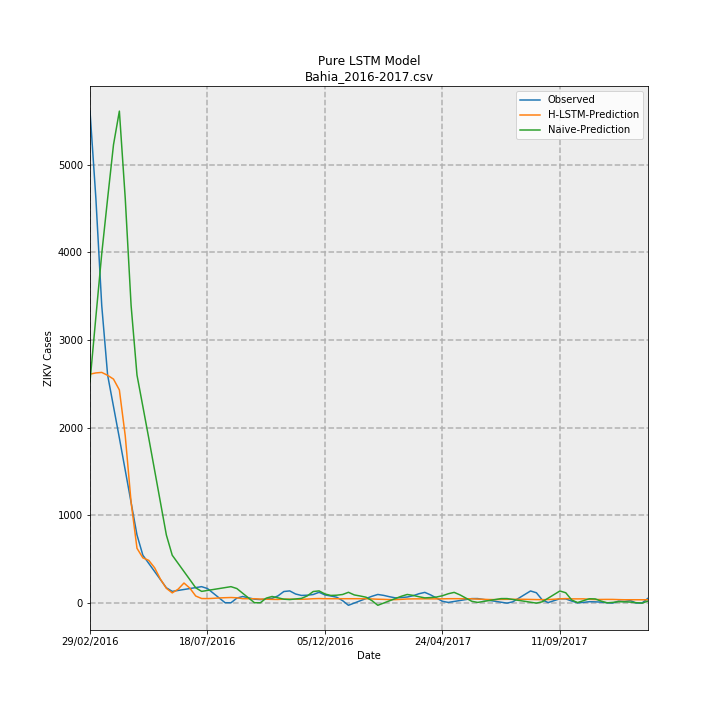 Pure LSTM Model
Bahia_2016-2017.csv
Observed
H-LSTM-Prediction
Naive-Prediction
5000
4000
3000
2000
1000
0
ZIKV Cases
29/02/2016 18/07/2016 05/12/2016 24/04/2017 11/09/2017
Date